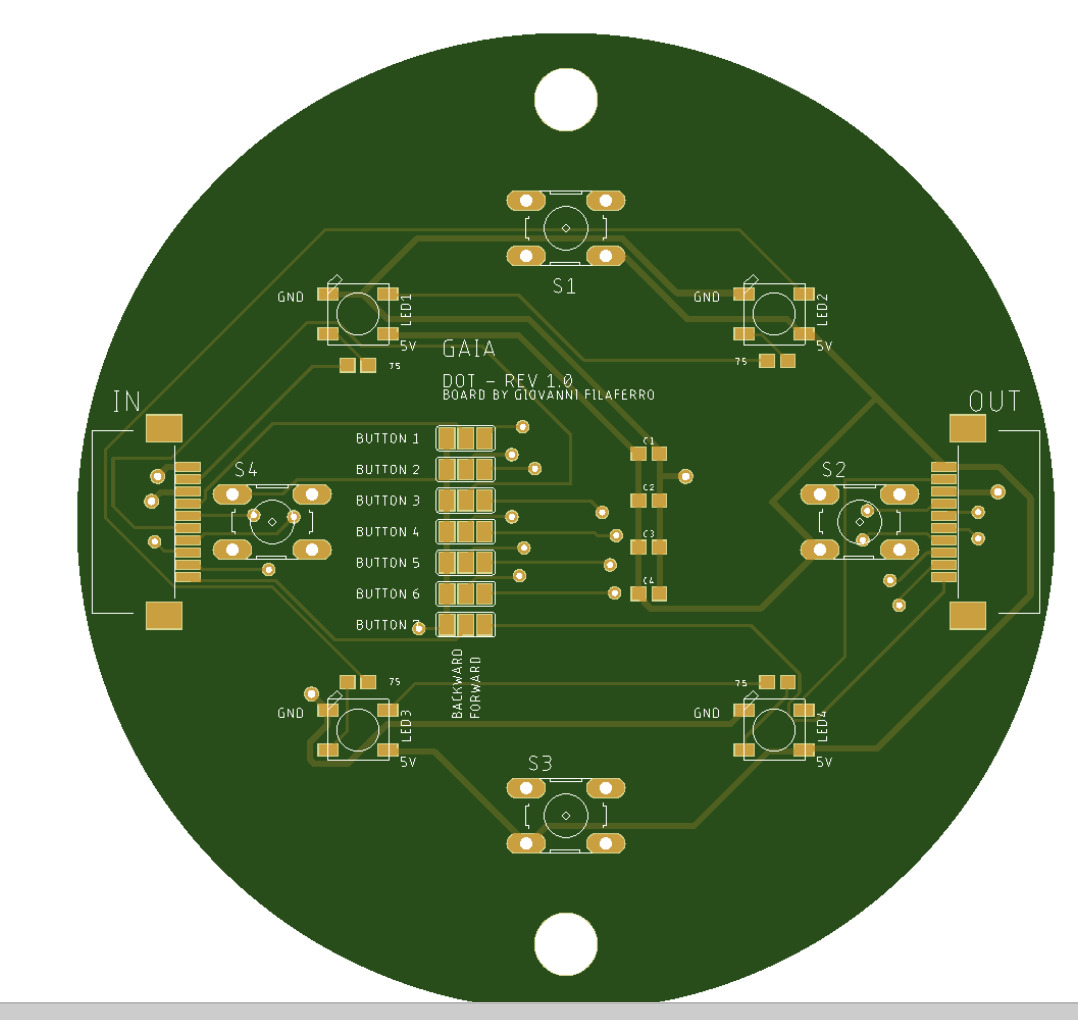 S1
GND
LED1
5V
GND
LED2
5V
75
75
GAIA
DOT - REV 1.0
BOARD BY GIOVANNI FILAFERRO
IN
OUT
BUTTON 1
BUTTON 2
BUTTON 3
BUTTON 4
BUTTON 5
BUTTON 6
BUTTON 7
C1
C2
C3
C4
S4
S2
BACKWARD
FORWARD
75
75
GND
LED3
5V
GND
LED4
5V
S3